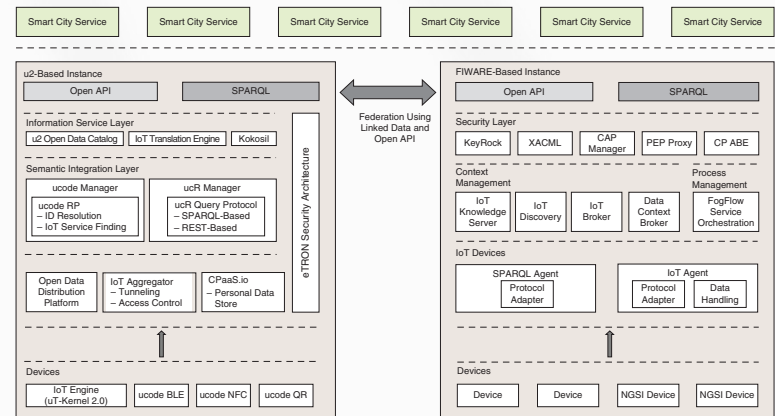 Smart City Service
Smart City Service
Smart City Service
Smart City Service
Smart City Service
Smart City Service
u2-Based Instance
Open API
SPARQL
Information Service Layer
u2 Open Data Catalog
IoT Translation Engine
Kokosil
Semantic Integration Layer
ucode Manager
ucode RP
– ID Resolution
– IoT Service Finding
ucR Manager
ucR Query Protocol
– SPARQL-Based
– REST-Based
eTRON Security Architecture
Open Data
Distribution
Platform
IoT Aggregator
– Tunneling
– Access Control
CPaaS.io
– Personal Data
Store
Devices
IoT Engine
(uT-Kernel 2.0)
ucode BLE
ucode NFC
ucode QR
Federation Using
Linked Data and
Open API
FIWARE-Based Instance
Open API
SPARQL
Security Layer
KeyRock
XACML
CAP
Manager
PEP Proxy
CP ABE
Context
Management
Process
Management
IoT
Knowledge
Server
IoT
Discovery
IoT
Broker
Data
Context
Broker
FogFlow
Service
Orchestration
IoT Devices
SPARQL Agent
Protocol
Adapter
IoT Agent
Protocol
Adapter
Data
Handling
Devices
Device
Device
NGSI Device
NGSI Device